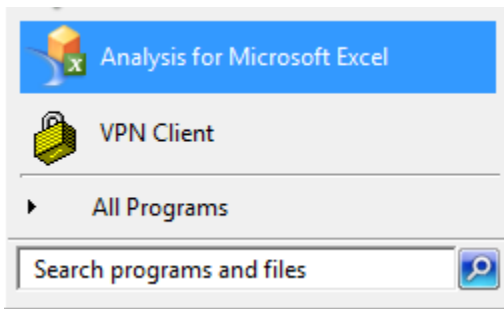 Analysis for Microsoft Excel
VPN Client
All Programs
Search programs and files